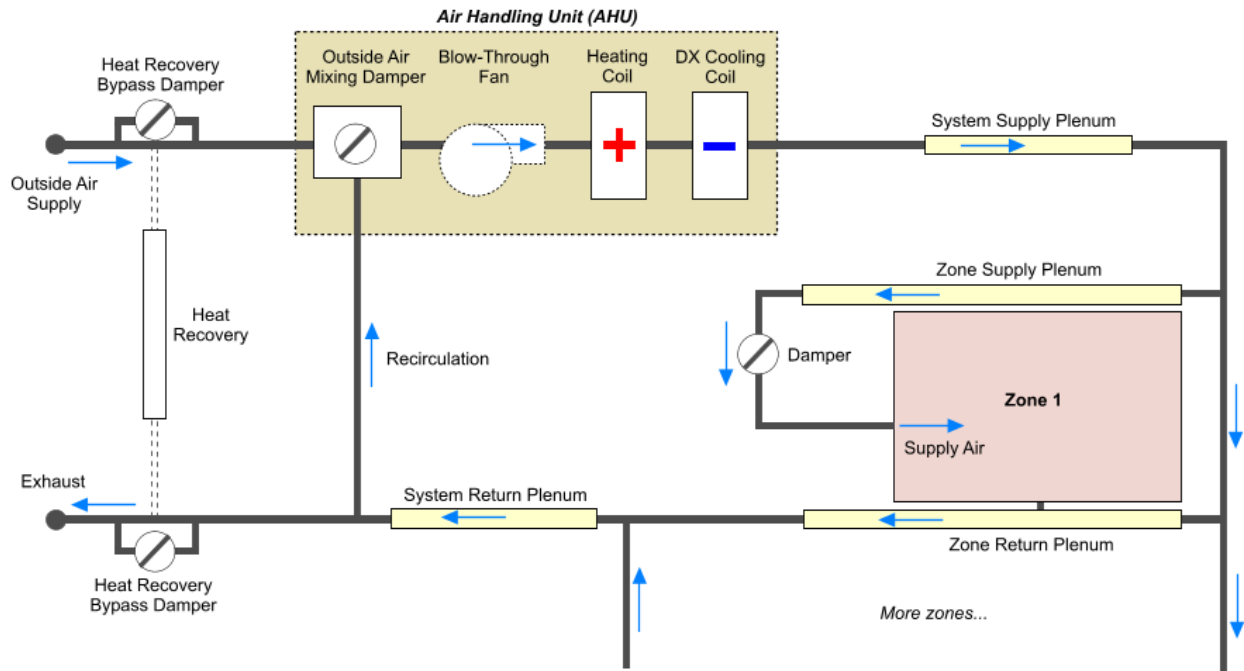 Air Handling Unit (AHU)
Heat Recovery
Bypass Damper
Outside Air
Mixing Damper
Blow-Through
Fan
Heating
Coil
DX Cooling
Coil
System Supply Plenum
Outside Air
Supply
Zone Supply Plenum
Heat
Recovery
Recirculation
Damper
Zone 1
Supply Air
Exhaust
System Return Plenum
Zone Return Plenum
Heat Recovery
Bypass Damper
More zones...